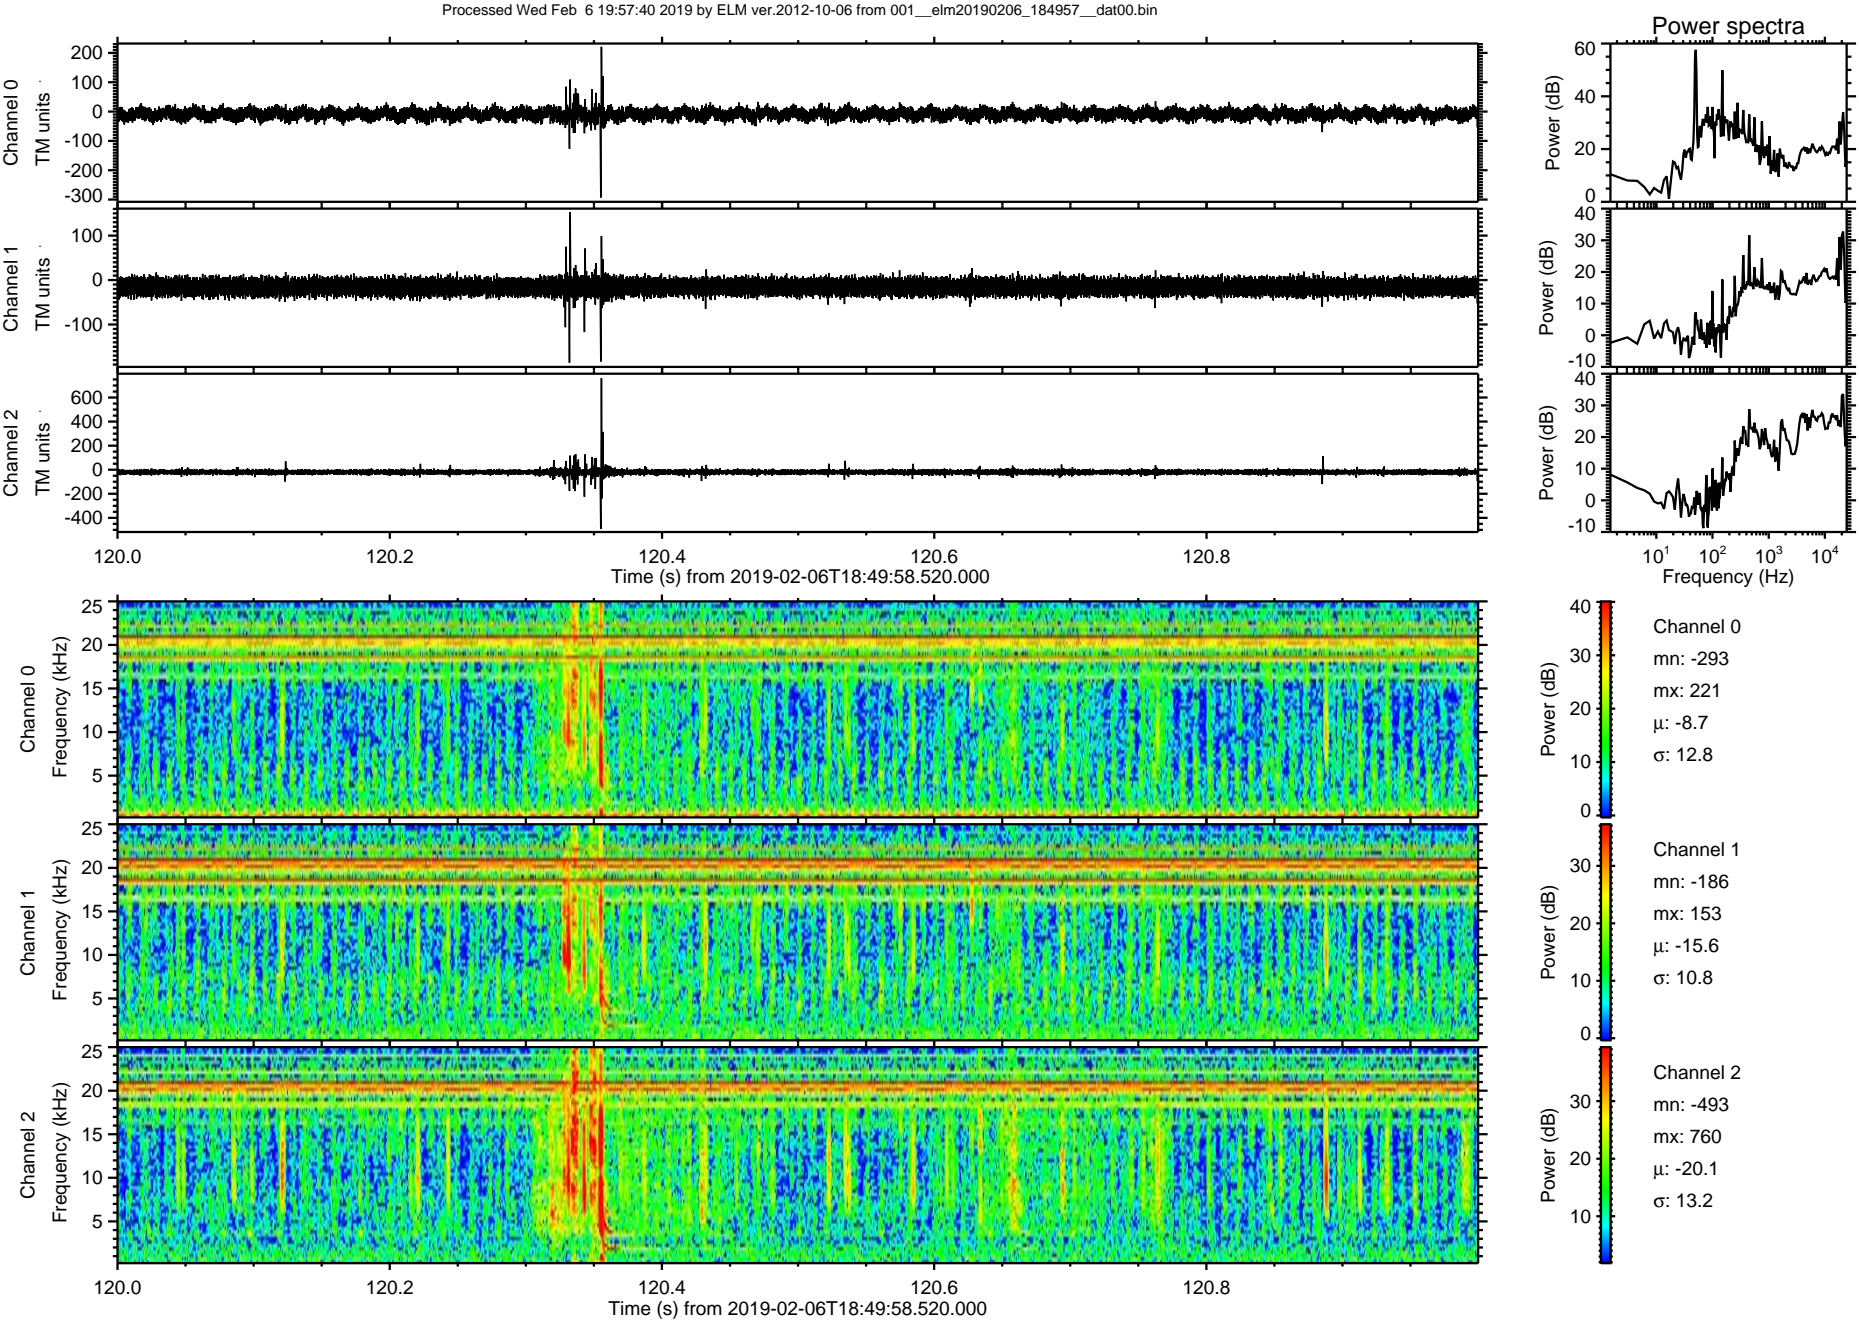 Processed Wed Feb  6 19:57:40 2019 by ELM ver.2012-10-06 from 001__elm20190206_184957__dat00.bin
Power spectra
Channel 0
TM units
200
100
0
-100
-200
-300
Power (dB)
60
40
20
0
Channel 1
TM units
100
0
-100
Power (dB)
40
30
20
10
0
-10
Channel 2
TM units
600
400
200
0
-200
-400
Power (dB)
40
30
20
10
0
-10
120.0 120.2 120.4 120.6 120.8
Time (s) from 2019-02-06T18:49:58.520.000
10¹ 10² 10³ 10⁴
Frequency (Hz)
Channel 0
Frequency (kHz)
25
20
15
10
5
Power (dB)
40
30
20
10
0
Channel 0
mn: -293
mx: 221
μ: -8.7
σ: 12.8
Channel 1
Frequency (kHz)
25
20
15
10
5
Power (dB)
30
20
10
0
Channel 1
mn: -186
mx: 153
μ: -15.6
σ: 10.8
Channel 2
Frequency (kHz)
25
20
15
10
5
Power (dB)
30
20
10
Channel 2
mn: -493
mx: 760
μ: -20.1
σ: 13.2
120.0 120.2 120.4 120.6 120.8
Time (s) from 2019-02-06T18:49:58.520.000